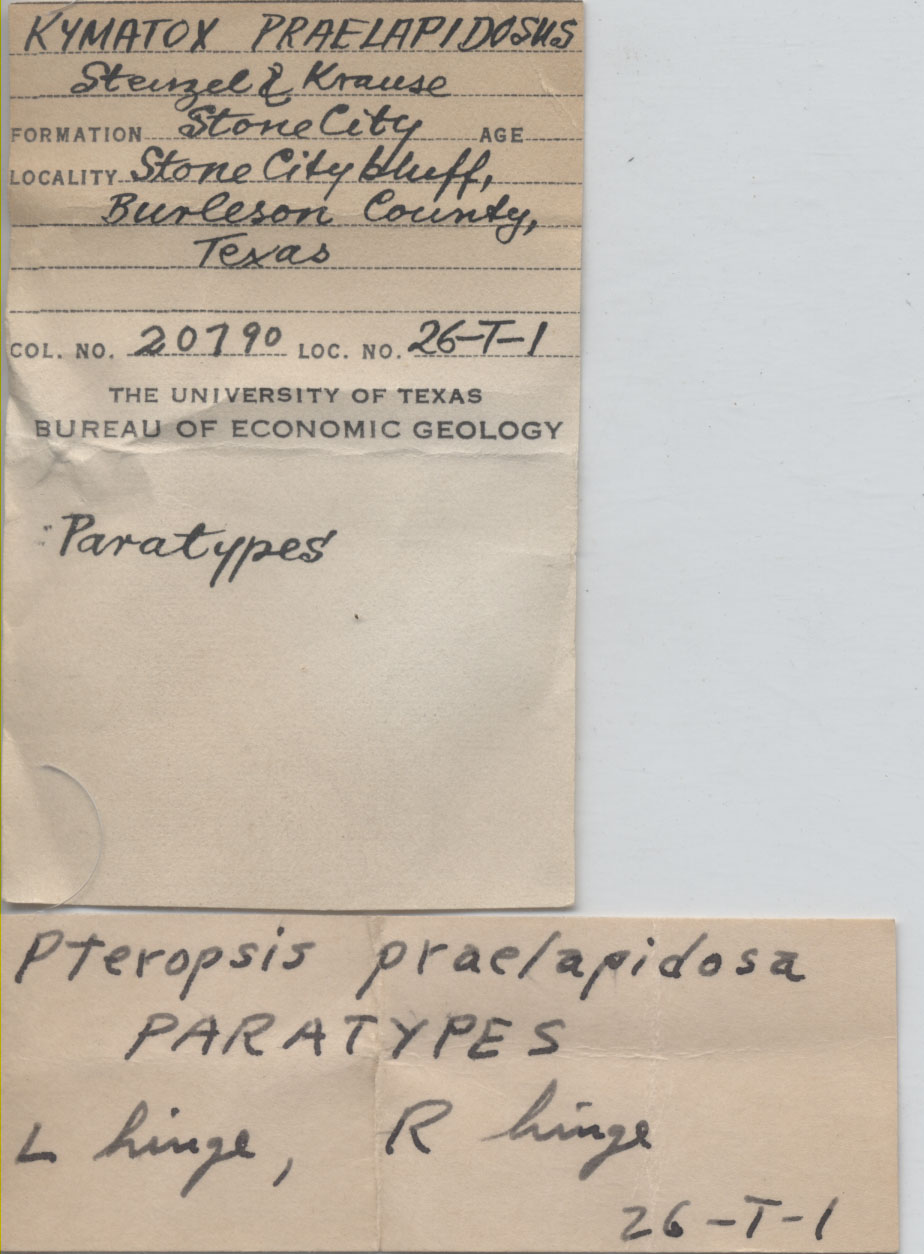 KYMATOX PRAELAPIDOSUS
Stenzel & Krause
FORMATION Stone City AGE
LOCALITY Stone City bluff,
Burleson County,
Texas
COL. NO. 20790 LOC. NO. 26-T-1
THE UNIVERSITY OF TEXAS
BUREAU OF ECONOMIC GEOLOGY
Paratypes
Pteropsis praelapidosa
PARATYPES
L hinge, R hinge
26-T-1